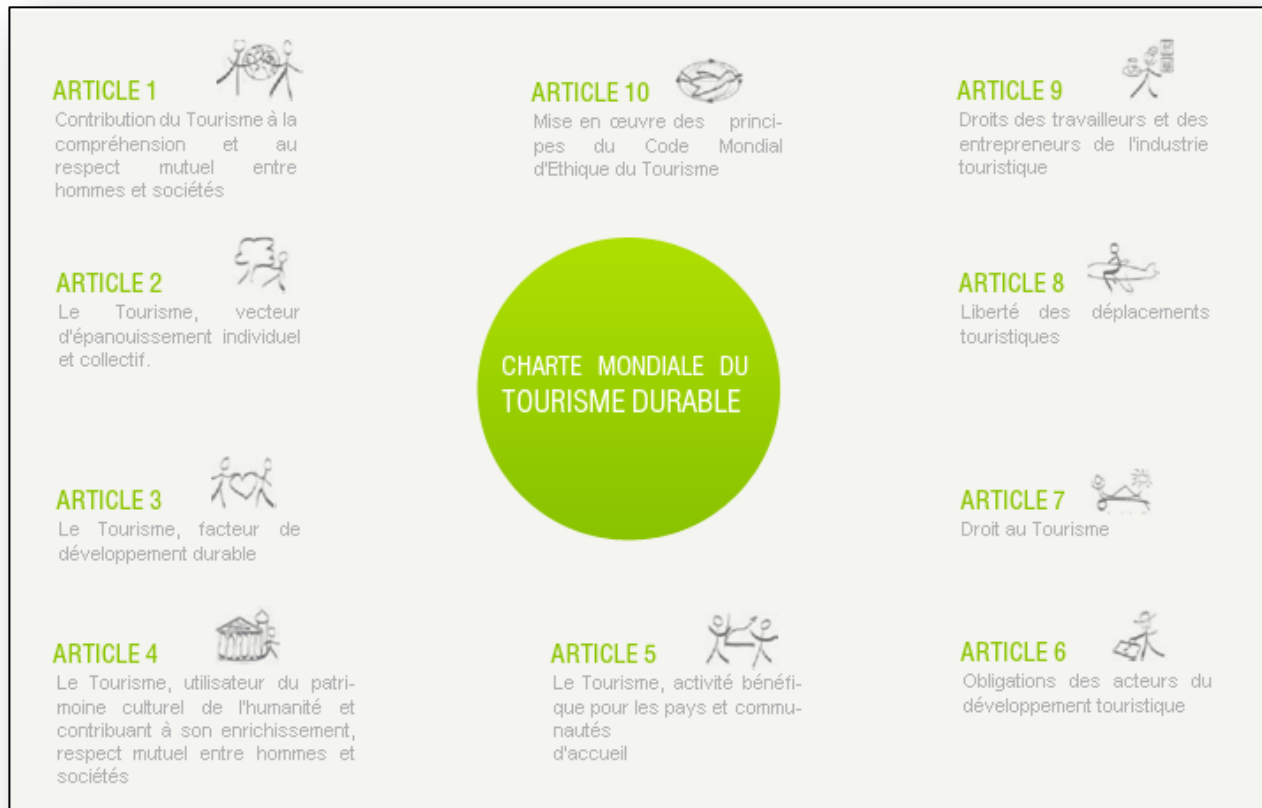 ARTICLE 1
Contribution du Tourisme à la
compréhension et au
respect mutuel entre
hommes et sociétés
ARTICLE 2
Le Tourisme, vecteur
d'épanouissement individuel
et collectif.
ARTICLE 3
Le Tourisme, facteur de
développement durable
ARTICLE 4
Le Tourisme, utilisateur du patri-
moine culturel de l'humanité et
contribuant à son enrichissement,
respect mutuel entre hommes et
sociétés
ARTICLE 10
Mise en œuvre des princi-
pes du Code Mondial
d'Ethique du Tourisme
CHARTE MONDIALE DU
TOURISME DURABLE
ARTICLE 5
Le Tourisme, activité bénéfi-
que pour les pays et commu-
nautés
d'accueil
ARTICLE 9
Droits des travailleurs et des
entrepreneurs de l'industrie
touristique
ARTICLE 8
Liberté des déplacements
touristiques
ARTICLE 7
Droit au Tourisme
ARTICLE 6
Obligations des acteurs du
développement touristique